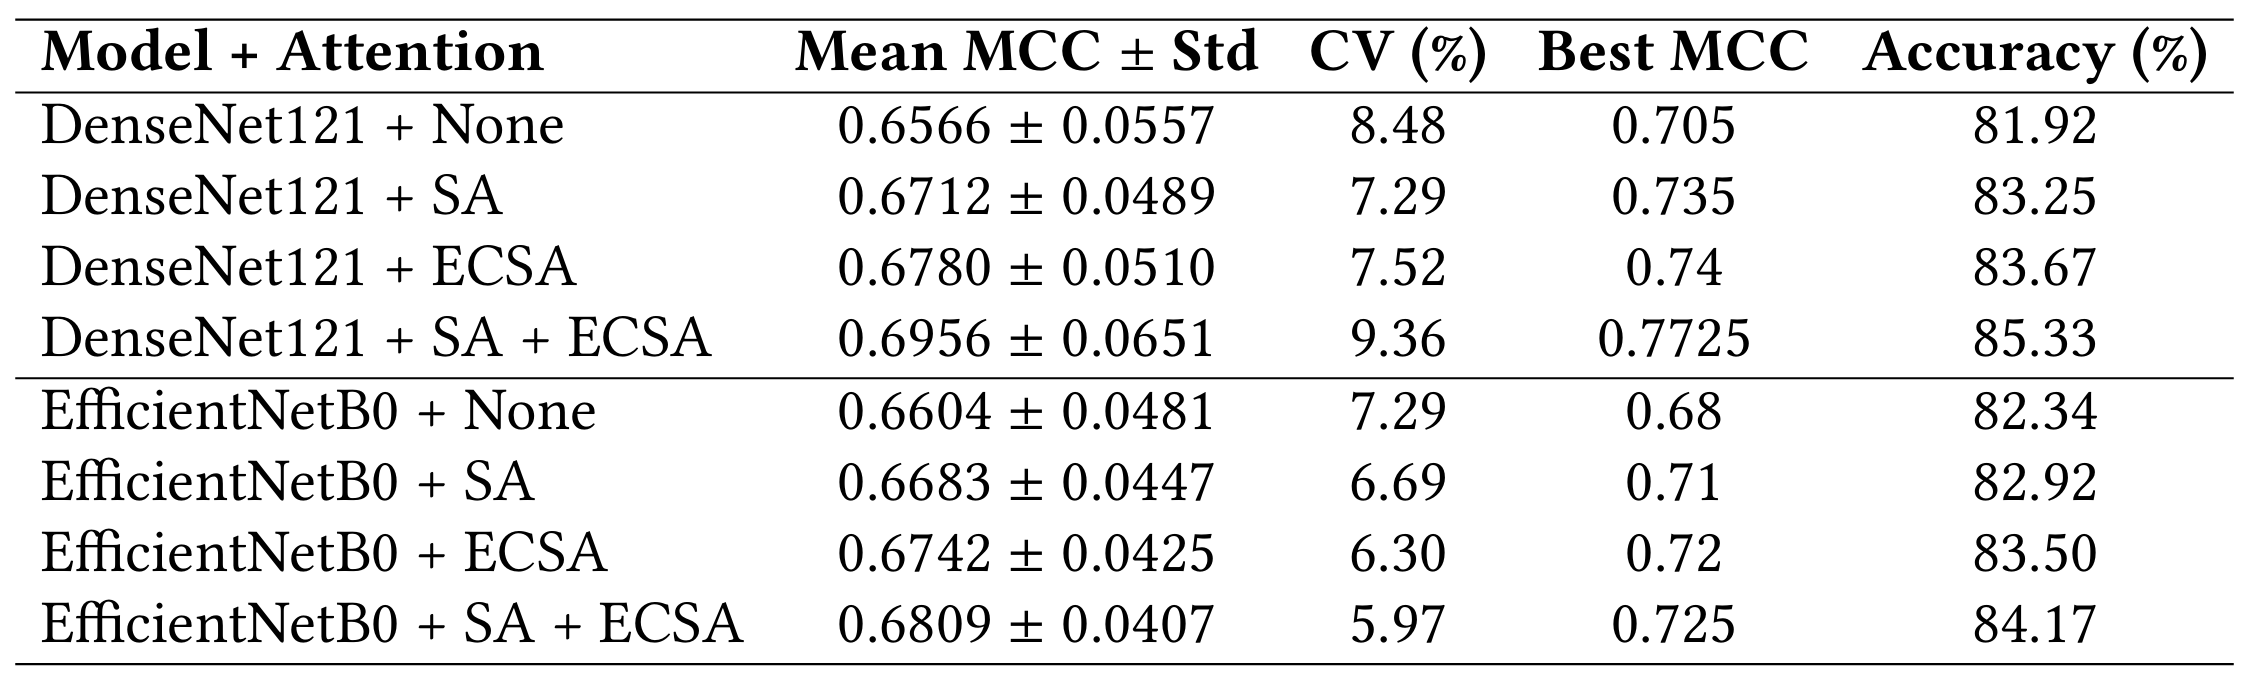 Model + Attention Mean MCC ± Std CV (%) Best MCC Accuracy (%)
DenseNet121 + None 0.6566 ± 0.0557 8.48 0.705 81.92
DenseNet121 + SA 0.6712 ± 0.0489 7.29 0.735 83.25
DenseNet121 + ECSA 0.6780 ± 0.0510 7.52 0.74 83.67
DenseNet121 + SA + ECSA 0.6956 ± 0.0651 9.36 0.7725 85.33
EfficientNetB0 + None 0.6604 ± 0.0481 7.29 0.68 82.34
EfficientNetB0 + SA 0.6683 ± 0.0447 6.69 0.71 82.92
EfficientNetB0 + ECSA 0.6742 ± 0.0425 6.30 0.72 83.50
EfficientNetB0 + SA + ECSA 0.6809 ± 0.0407 5.97 0.725 84.17